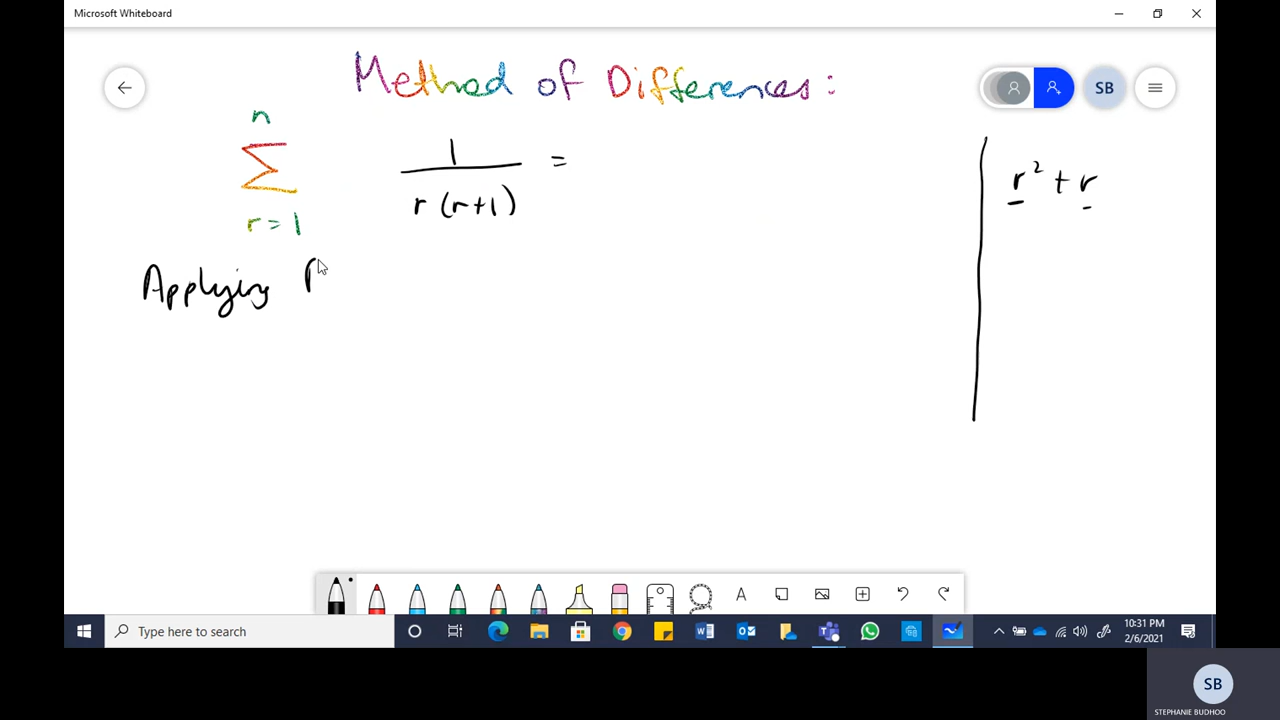 Microsoft Whiteboard
Method of Differences:
n
Σ
r = 1
1
r (r+1)
=
r² + r
Applying P
SB
A
Type here to search
10:31 PM
2/6/2021
SB
STEPHANIE BUDHOO